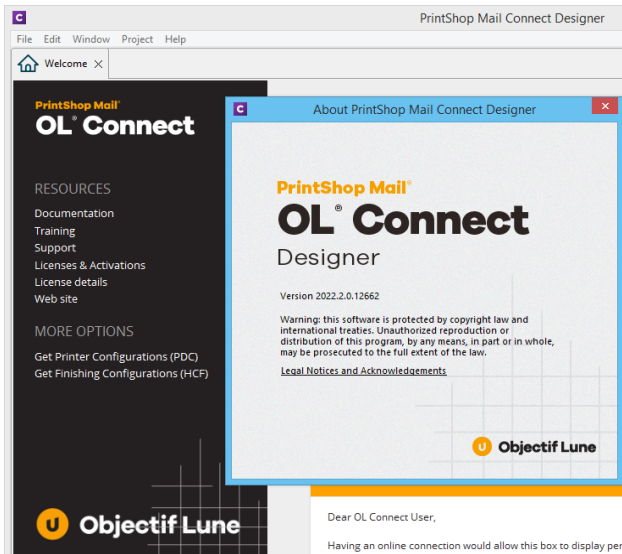 C
PrintShop Mail Connect Designer
File Edit Window Project Help
Welcome
PrintShop Mail®
OL® Connect
RESOURCES
Documentation
Training
Support
Licenses & Activations
License details
Web site
MORE OPTIONS
Get Printer Configurations (PDC)
Get Finishing Configurations (HCF)
Objectif Lune
C
About PrintShop Mail Connect Designer
PrintShop Mail®
OL® Connect
Designer
Version 2022.2.0.12662
Warning: this software is protected by copyright law and
international treaties. Unauthorized reproduction or
distribution of this program, by any means, in part or in whole,
may be prosecuted to the full extent of the law.
Legal Notices and Acknowledgements
Objectif Lune
Dear OL Connect User,
Having an online connection would allow this box to display per